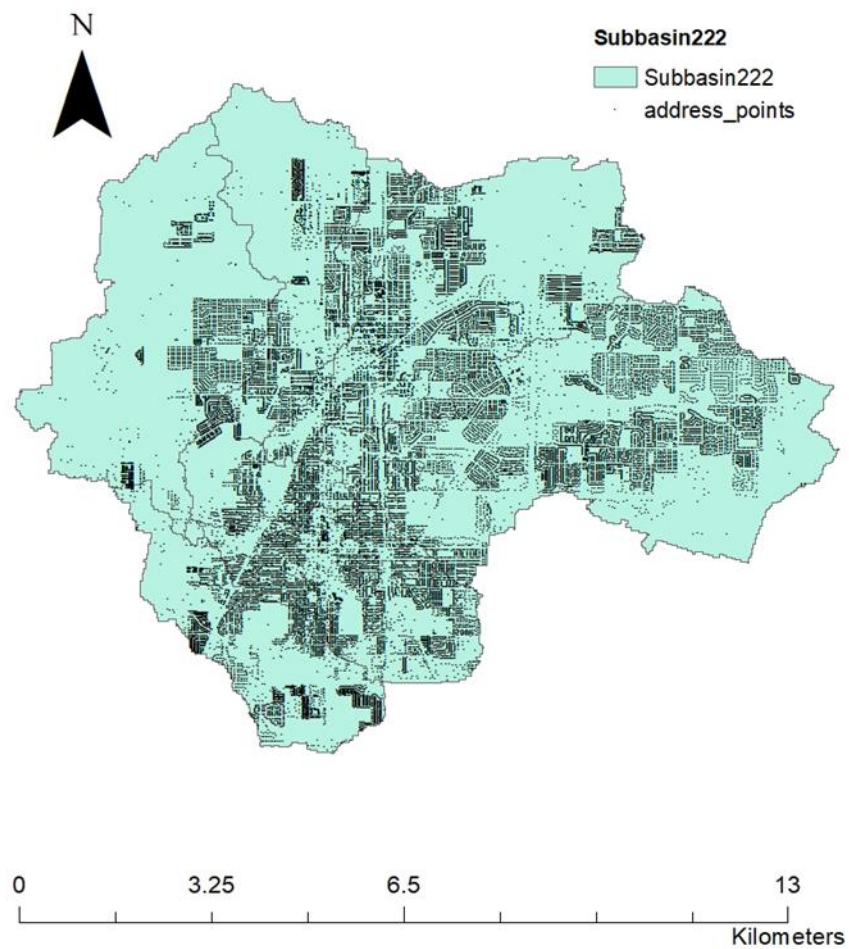 N
Subbasin222
Subbasin222
address_points
0 3.25 6.5 13
Kilometers